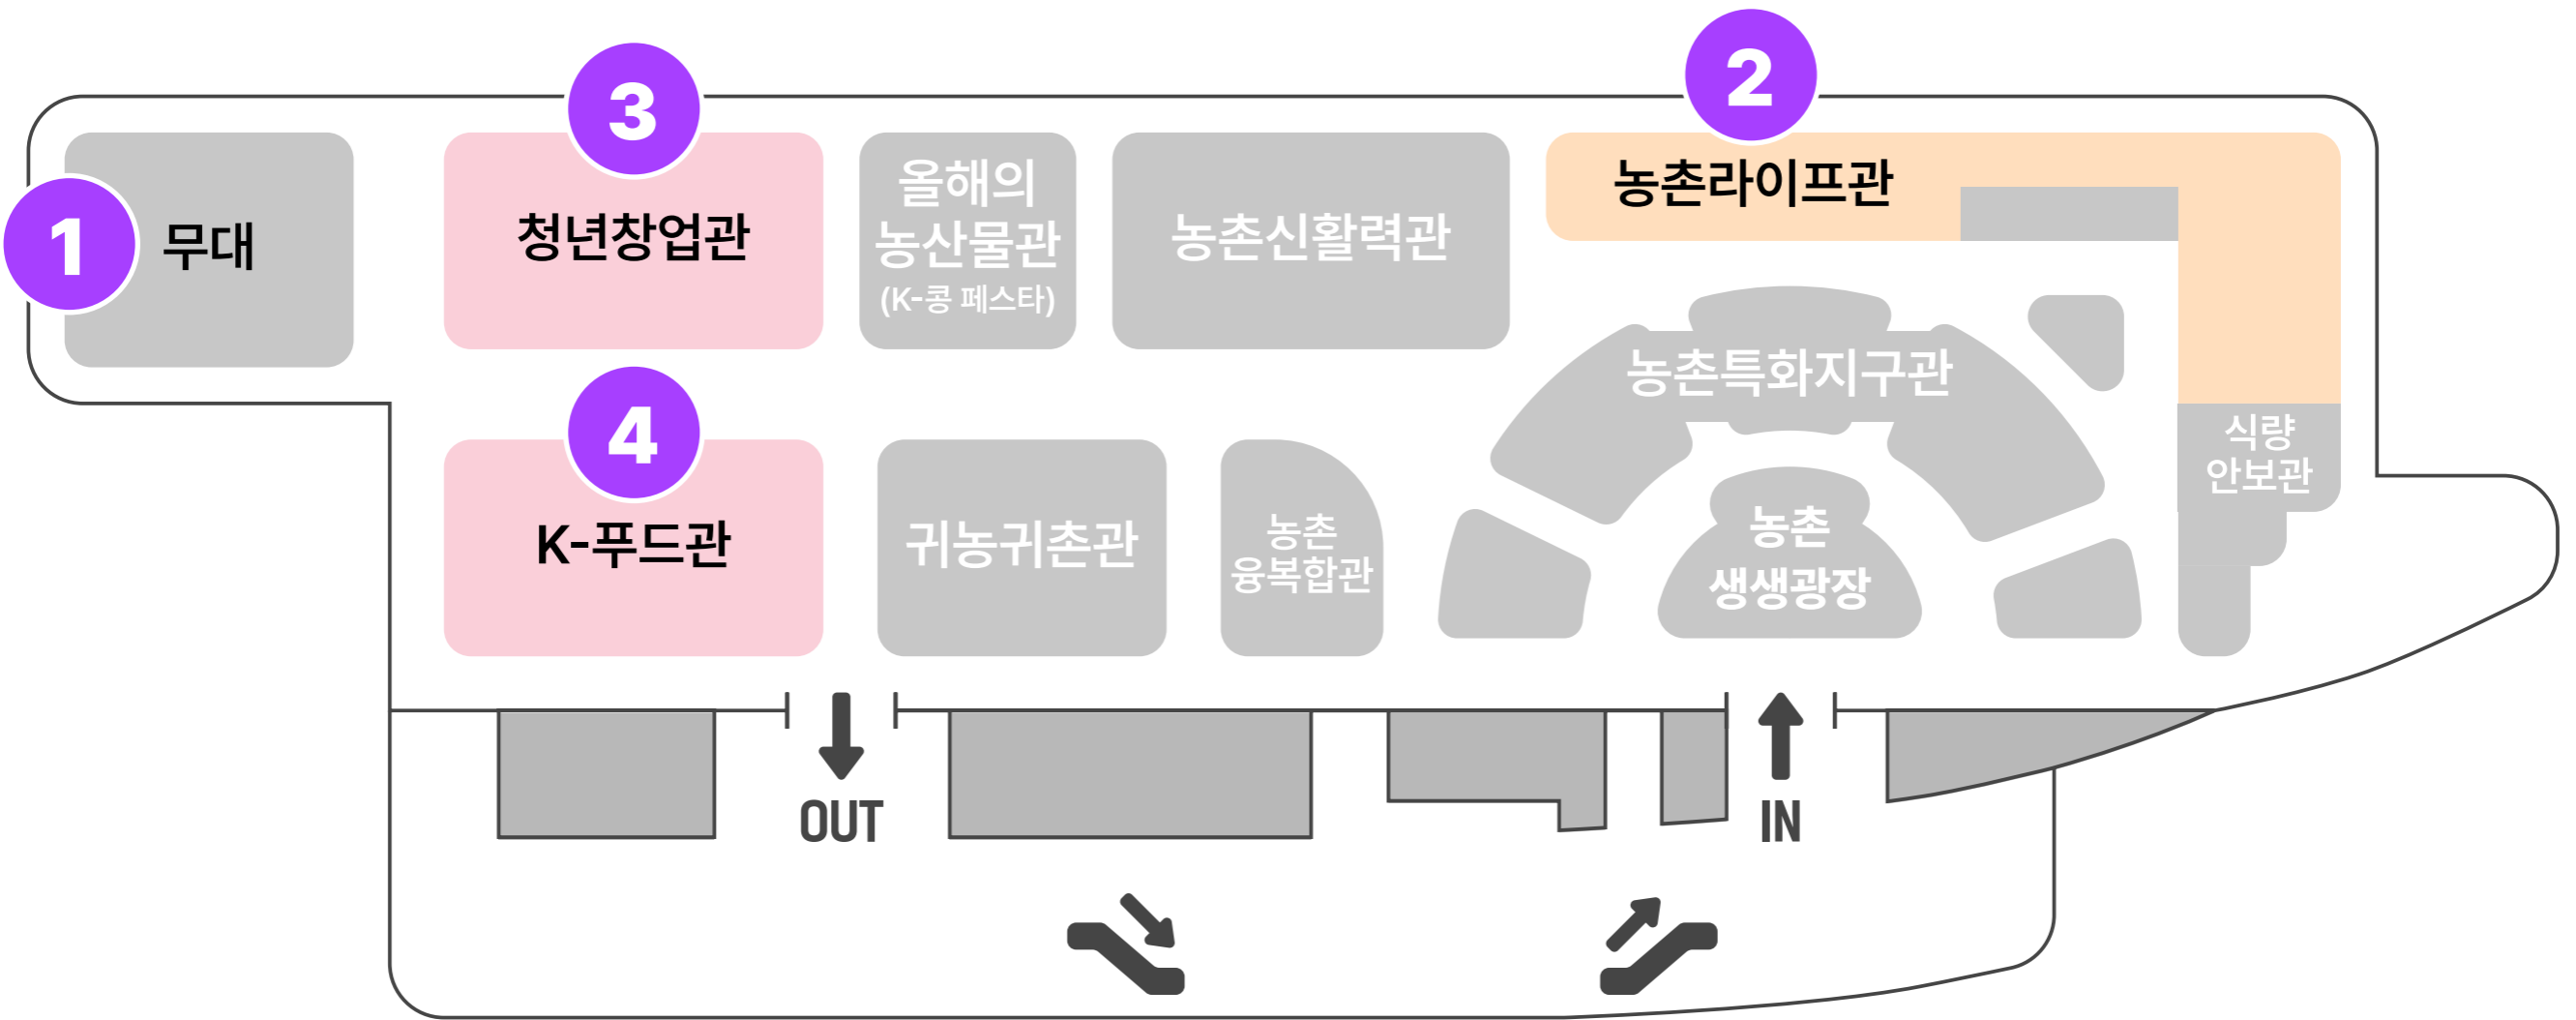 1
무대
3
청년창업관
올해의
농산물관
(K-콩 페스타)
농촌신활력관
2
농촌라이프관
농촌특화지구관
식량
안보관
4
K-푸드관
귀농귀촌관
농촌
융복합관
농촌
생생광장
OUT
IN